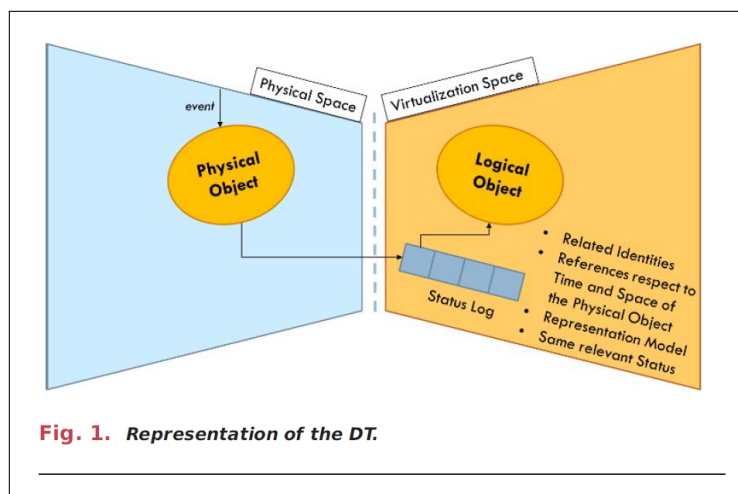 Physical Space
Virtualization Space
event
Physical
Object
Logical
Object
Status Log
• Related Identities
• References respect to
Time and Space of
the Physical Object
• Representation Model
• Same relevant Status
Fig. 1. Representation of the DT.